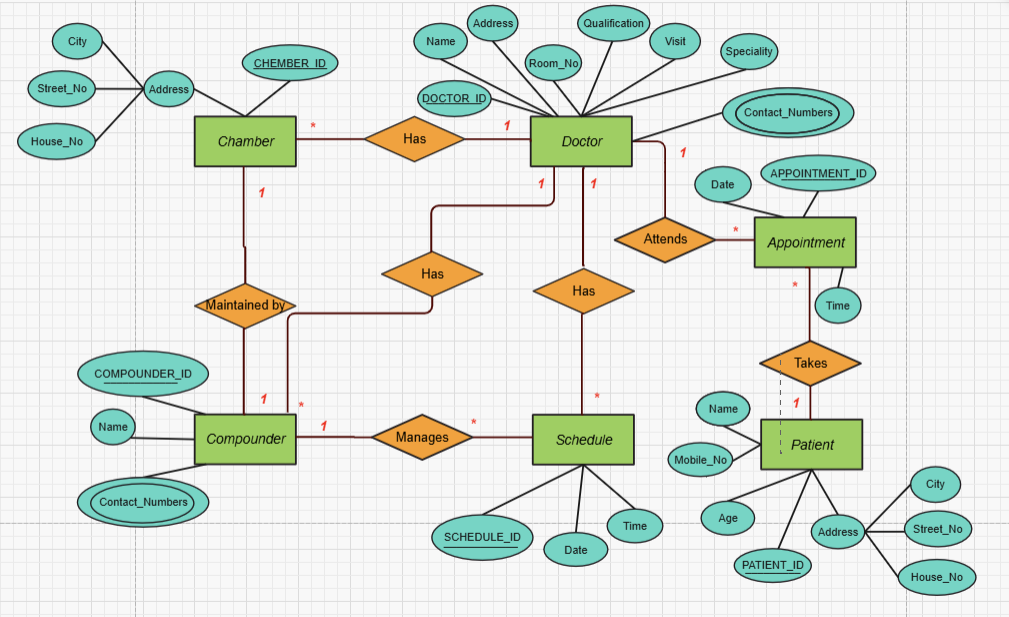 City
Street_No
House_No
Address
CHEMBER_ID
Chamber
*
Has
1
Name
Address
Room_No
Qualification
Visit
Speciality
DOCTOR_ID
Contact_Numbers
Doctor
1
1
1
1
Has
Has
Attends
*
Date
APPOINTMENT_ID
Appointment
Time
*
Takes
1
Maintained by
1
*
COMPOUNDER_ID
Name
Contact_Numbers
Compounder
1
Manages
*
*
Schedule
SCHEDULE_ID
Date
Time
Name
Mobile_No
Patient
Age
PATIENT_ID
Address
City
Street_No
House_No